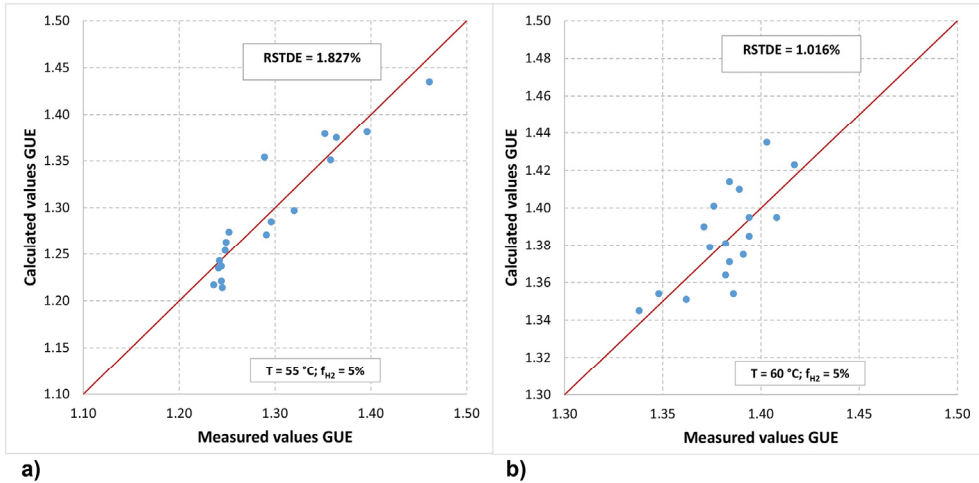 1.50
1.45
1.40
1.35
1.30
1.25
1.20
1.15
1.10
Calculated values GUE
RSTDE = 1.827%
T = 55 °C; fH2 = 5%
1.10 1.20 1.30 1.40 1.50
Measured values GUE
a)
1.50
1.48
1.46
1.44
1.42
1.40
1.38
1.36
1.34
1.32
1.30
Calculated values GUE
RSTDE = 1.016%
T = 60 °C; fH2 = 5%
1.30 1.35 1.40 1.45 1.50
Measured values GUE
b)